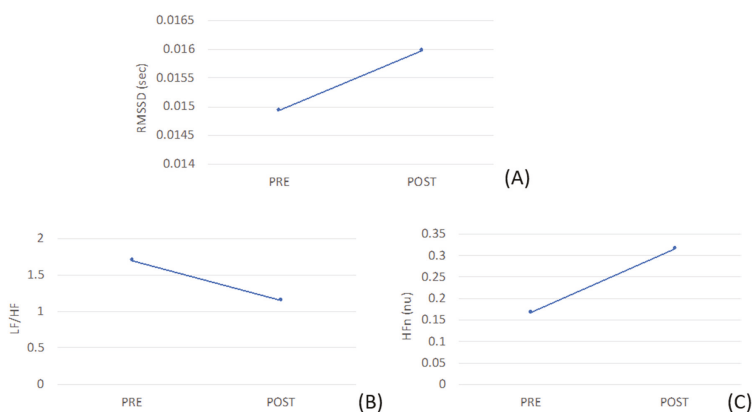 0.0165
0.016
0.0155
0.015
0.0145
0.014
RMSSD (sec)
PRE POST
(A)
2
1.5
1
0.5
0
LF/HF
PRE POST
(B)
0.35
0.3
0.25
0.2
0.15
0.1
0.05
0
HFn (nu)
PRE POST
(C)